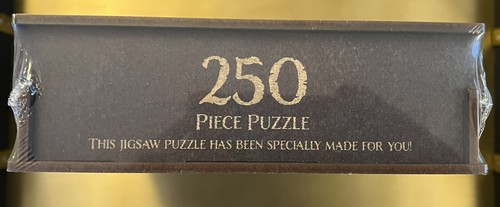 250
PIECE PUZZLE
THIS JIGSAW PUZZLE HAS BEEN SPECIALLY MADE FOR YOU!